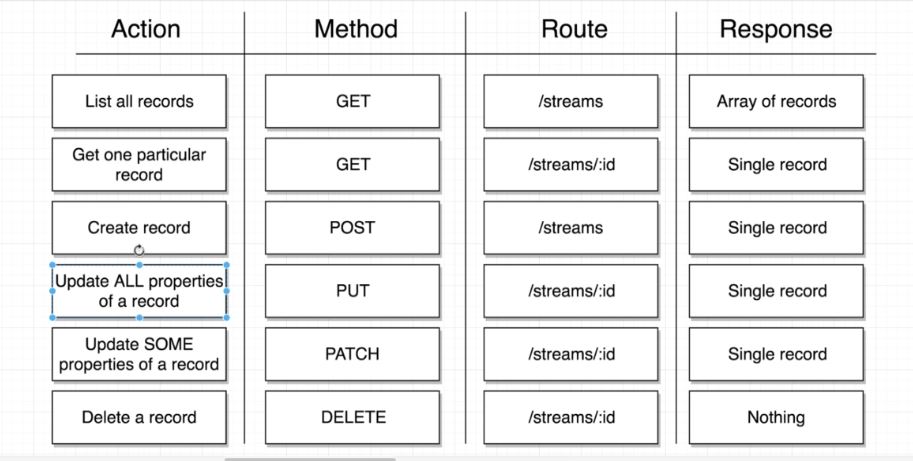 Action Method Route Response
List all records GET /streams Array of records
Get one particular
record GET /streams/:id Single record
Create record POST /streams Single record
Update ALL properties
of a record PUT /streams/:id Single record
Update SOME
properties of a record PATCH /streams/:id Single record
Delete a record DELETE /streams/:id Nothing